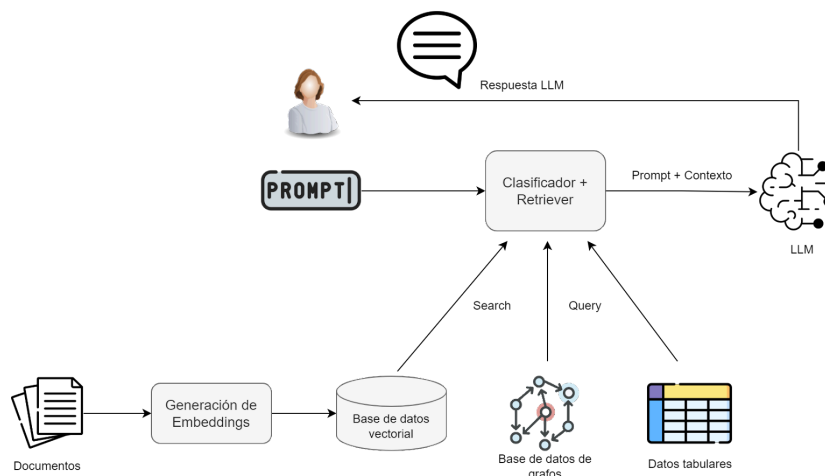 Respuesta LLM
PROMPT
Clasificador +
Retriever
Prompt + Contexto
LLM
Search
Query
Generación de
Embeddings
Base de datos
vectorial
Documentos
Base de datos de
grafos
Datos tabulares